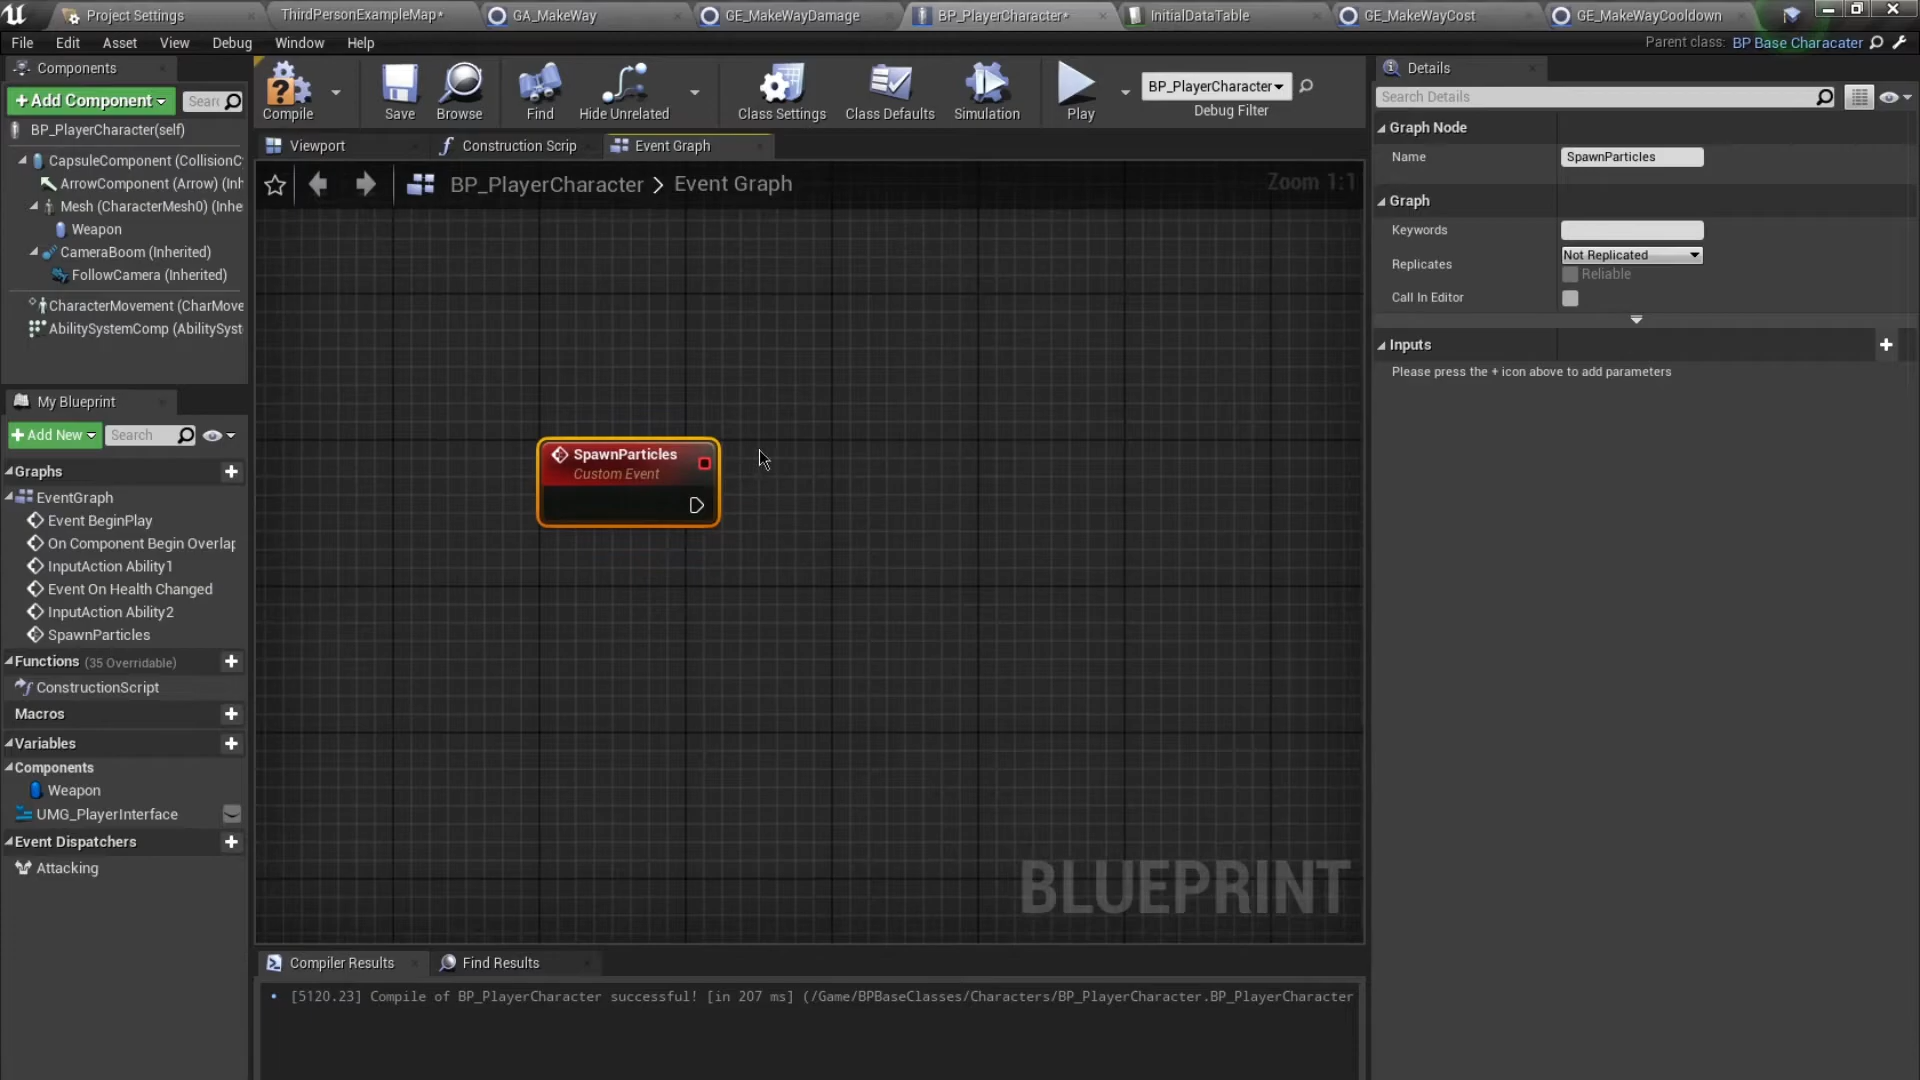 Project Settings
ThirdPersonExampleMap*
GA_MakeWay
GE_MakeWayDamage
BP_PlayerCharacter*
InitialDataTable
GE_MakeWayCost
GE_MakeWayCooldown
File Edit Asset View Debug Window Help
Parent class: BP Base Characater
Components
+Add Component
Searc
BP_PlayerCharacter(self)
CapsuleComponent (CollisionC
ArrowComponent (Arrow) (Inh
Mesh (CharacterMesh0) (Inhe
Weapon
CameraBoom (Inherited)
FollowCamera (Inherited)
CharacterMovement (CharMove
AbilitySystemComp (AbilitySyst
My Blueprint
+Add New
Search
Graphs
EventGraph
Event BeginPlay
On Component Begin Overlap
InputAction Ability1
Event On Health Changed
InputAction Ability2
SpawnParticles
Functions (35 Overridable)
ConstructionScript
Macros
Variables
Components
Weapon
UMG_PlayerInterface
Event Dispatchers
Attacking
Compile
Save
Browse
Find
Hide Unrelated
Class Settings
Class Defaults
Simulation
Play
BP_PlayerCharacter
Debug Filter
Viewport
Construction Scrip
Event Graph
BP_PlayerCharacter > Event Graph
Zoom 1:1
SpawnParticles
Custom Event
BLUEPRINT
Compiler Results
Find Results
[5120.23] Compile of BP_PlayerCharacter successful! [in 207 ms] (/Game/BPBaseClasses/Characters/BP_PlayerCharacter.BP_PlayerCharacter
Details
Search Details
Graph Node
Name
SpawnParticles
Graph
Keywords
Replicates
Not Replicated
Reliable
Call In Editor
Inputs
Please press the + icon above to add parameters